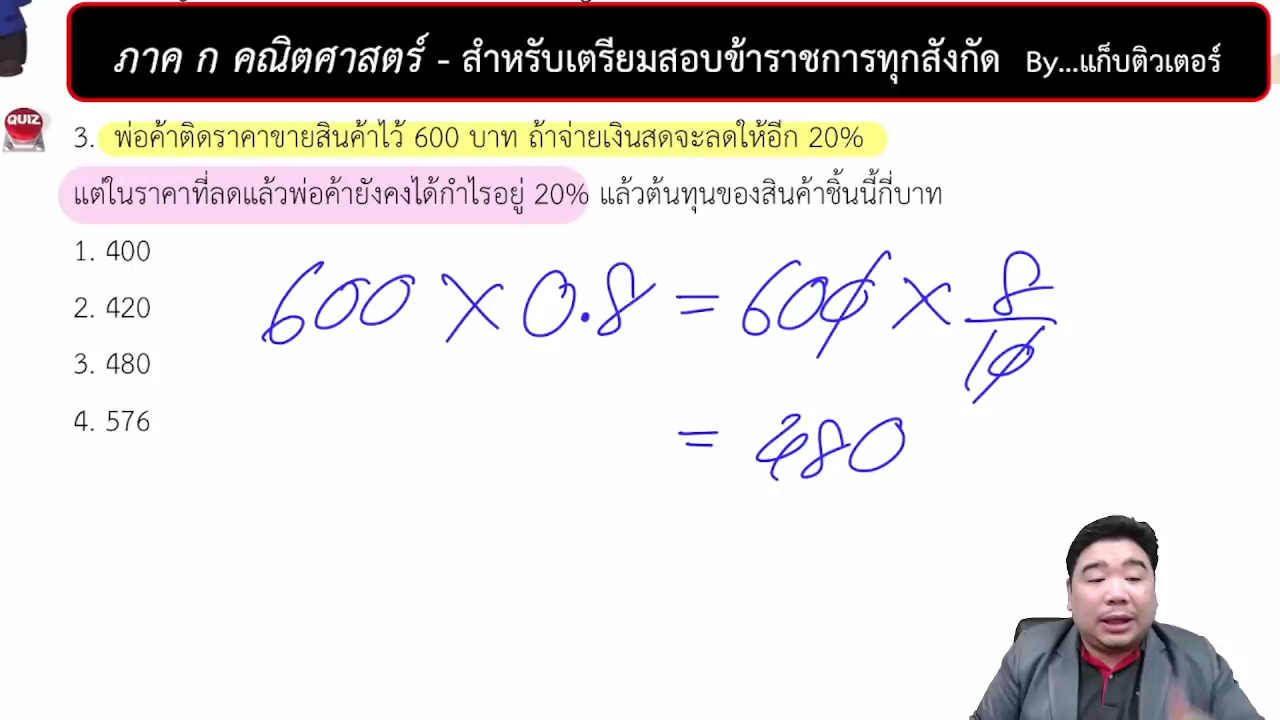 ภาค ก คณิตศาสตร์ - สำหรับเตรียมสอบข้าราชการทุกสังกัด By...แก็บติวเตอร์
QUIZ
3. พ่อค้าติดราคาขายสินค้าไว้ 600 บาท ถ้าจ่ายเงินสดจะลดให้อีก 20%
แต่ในราคาที่ลดแล้วพ่อค้ายังคงได้กำไรอยู่ 20% แล้วต้นทุนของสินค้าชิ้นนี้กี่บาท
1. 400
2. 420
3. 480
4. 576
600 × 0.8 = 600 × 8/10
= 480